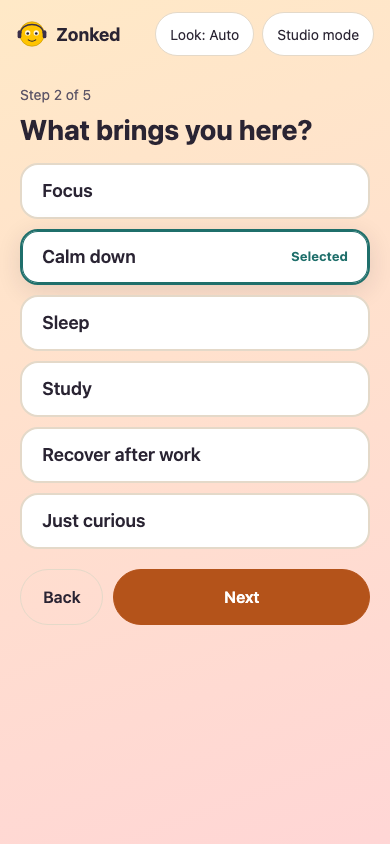 Zonked
Look: Auto
Studio mode
Step 2 of 5
What brings you here?
Focus
Calm down
Selected
Sleep
Study
Recover after work
Just curious
Back
Next